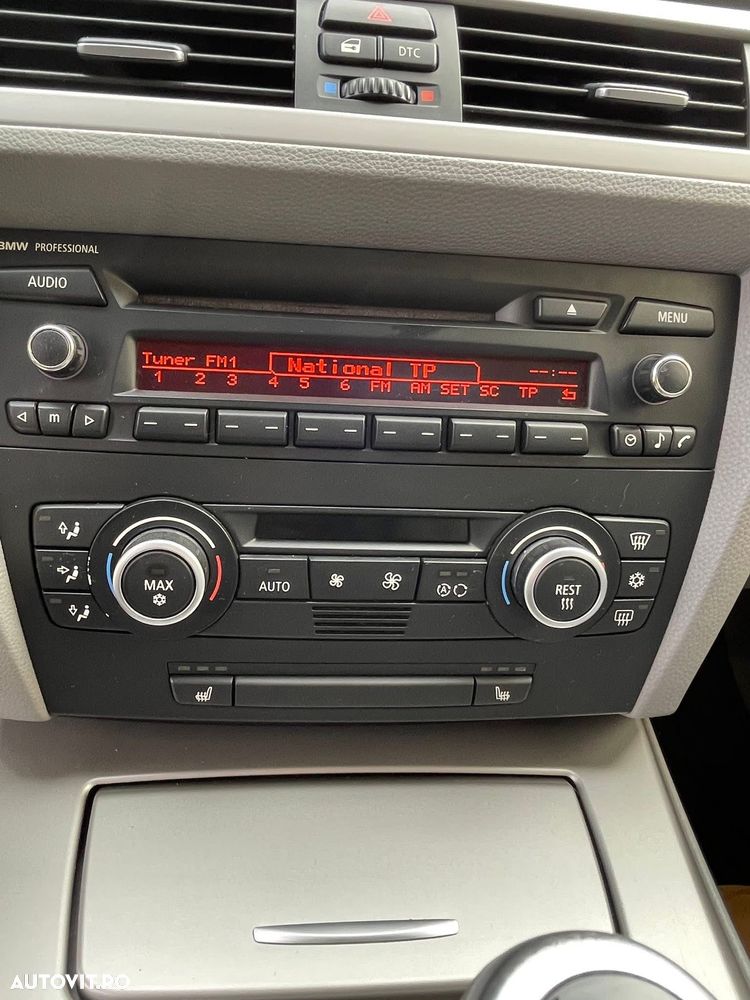 DTC
BMW PROFESSIONAL
AUDIO
MENU
Tuner FM1 National TP --:--
1 2 3 4 5 6 FM AM SET SC TP
m
MAX
AUTO
A
REST
AUTOVIT.RO